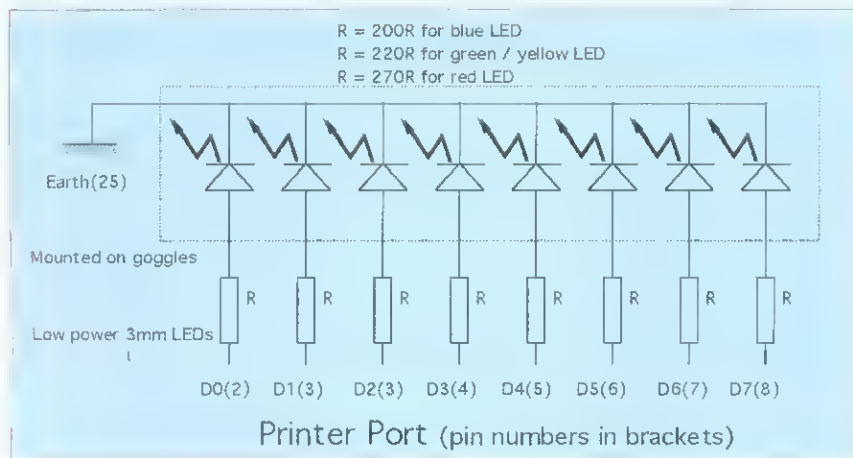 R = 200R for blue LED
R = 220R for green / yellow LED
R = 270R for red LED
Earth(25)
Mounted on goggles
R R R R R R R R
Low power 3mm LEDs
D0(2) D1(3) D2(3) D3(4) D4(5) D5(6) D6(7) D7(8)
Printer Port (pin numbers in brackets)